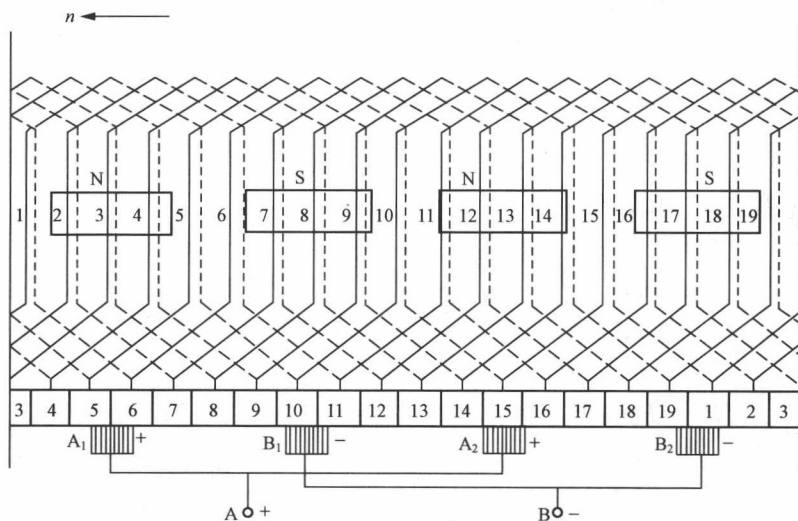 n
N S N S
1 2 3 4 5 6 7 8 9 10 11 12 13 14 15 16 17 18 19
3 4 5 6 7 8 9 10 11 12 13 14 15 16 17 18 19 1 2 3
A₁ + B₁ − A₂ + B₂ −
A + B −